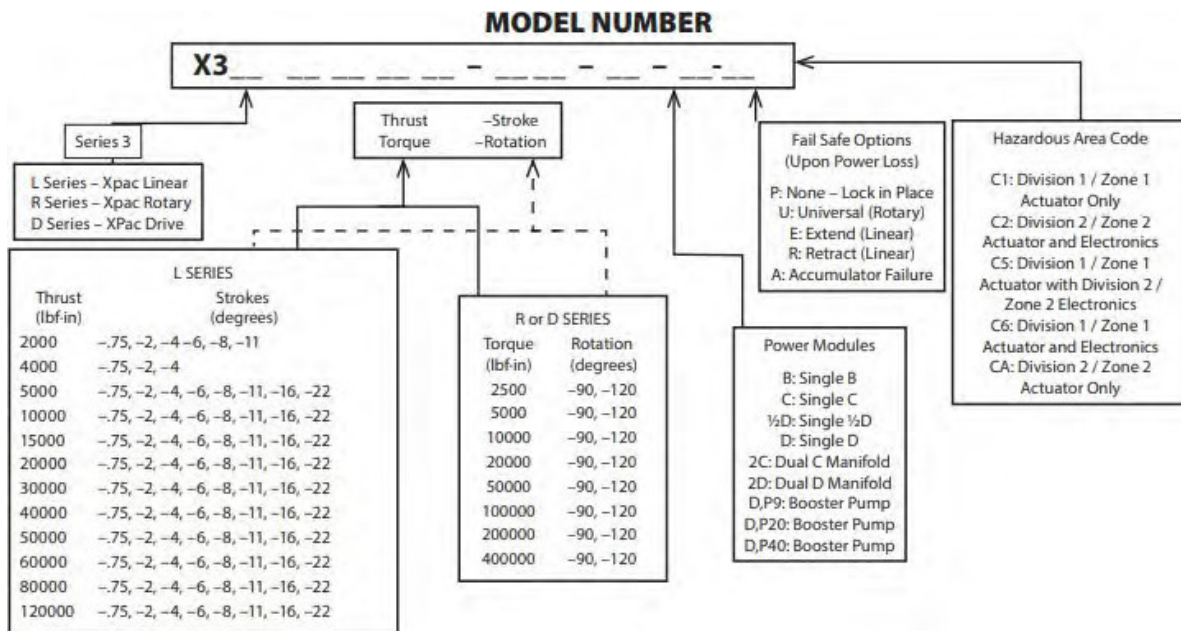 MODEL NUMBER
X3__ __ __ __ __ – __ __ – __ – __-__
Series 3
L Series – Xpac Linear
R Series – Xpac Rotary
D Series – XPac Drive
Thrust –Stroke
Torque –Rotation
L SERIES
Thrust Strokes
(lbf-in) (degrees)
2000 –.75, –2, –4 –6, –8, –11
4000 –.75, –2, –4
5000 –.75, –2, –4, –6, –8, –11, –16, –22
10000 –.75, –2, –4, –6, –8, –11, –16, –22
15000 –.75, –2, –4, –6, –8, –11, –16, –22
20000 –.75, –2, –4, –6, –8, –11, –16, –22
30000 –.75, –2, –4, –6, –8, –11, –16, –22
40000 –.75, –2, –4, –6, –8, –11, –16, –22
50000 –.75, –2, –4, –6, –8, –11, –16, –22
60000 –.75, –2, –4, –6, –8, –11, –16, –22
80000 –.75, –2, –4, –6, –8, –11, –16, –22
120000 –.75, –2, –4, –6, –8, –11, –16, –22
R or D SERIES
Torque Rotation
(lbf-in) (degrees)
2500 –90, –120
5000 –90, –120
10000 –90, –120
20000 –90, –120
50000 –90, –120
100000 –90, –120
200000 –90, –120
400000 –90, –120
Power Modules
B: Single B
C: Single C
½D: Single ½D
D: Single D
2C: Dual C Manifold
2D: Dual D Manifold
D,P9: Booster Pump
D,P20: Booster Pump
D,P40: Booster Pump
Fail Safe Options
(Upon Power Loss)
P: None – Lock in Place
U: Universal (Rotary)
E: Extend (Linear)
R: Retract (Linear)
A: Accumulator Failure
Hazardous Area Code
C1: Division 1 / Zone 1
Actuator Only
C2: Division 2 / Zone 2
Actuator and Electronics
C5: Division 1 / Zone 1
Actuator with Division 2 /
Zone 2 Electronics
C6: Division 1 / Zone 1
Actuator and Electronics
CA: Division 2 / Zone 2
Actuator Only